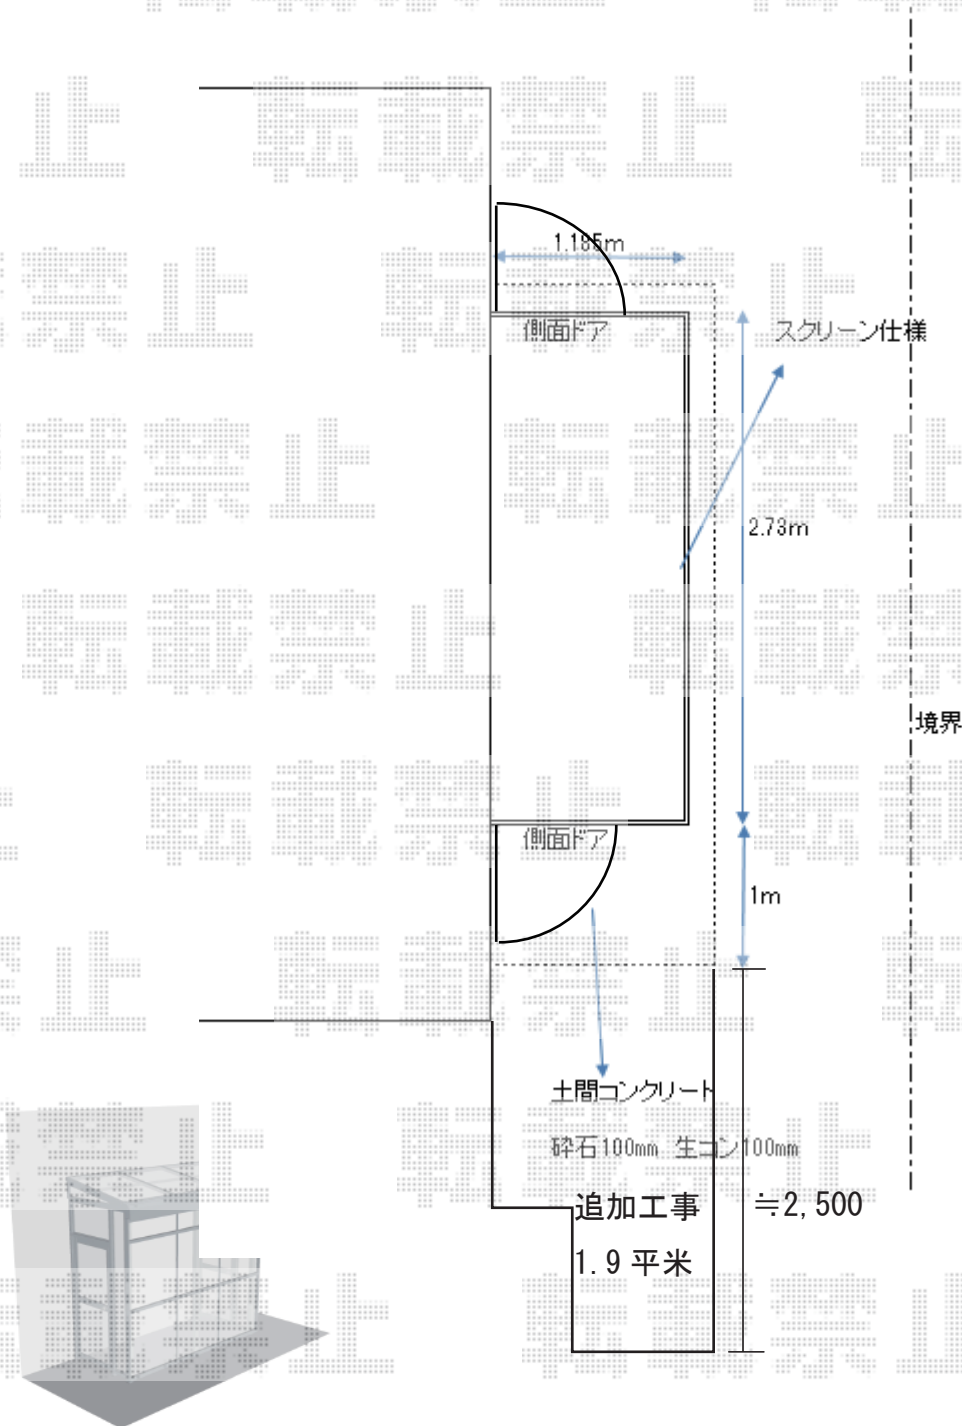 1.185m
側面ドア
スクリーン仕様
2.73m
境界
側面ドア
1m
土間コンクリート
砕石100mm 生コン100mm
追加工事
≒2,500
1.9平米
転載禁止